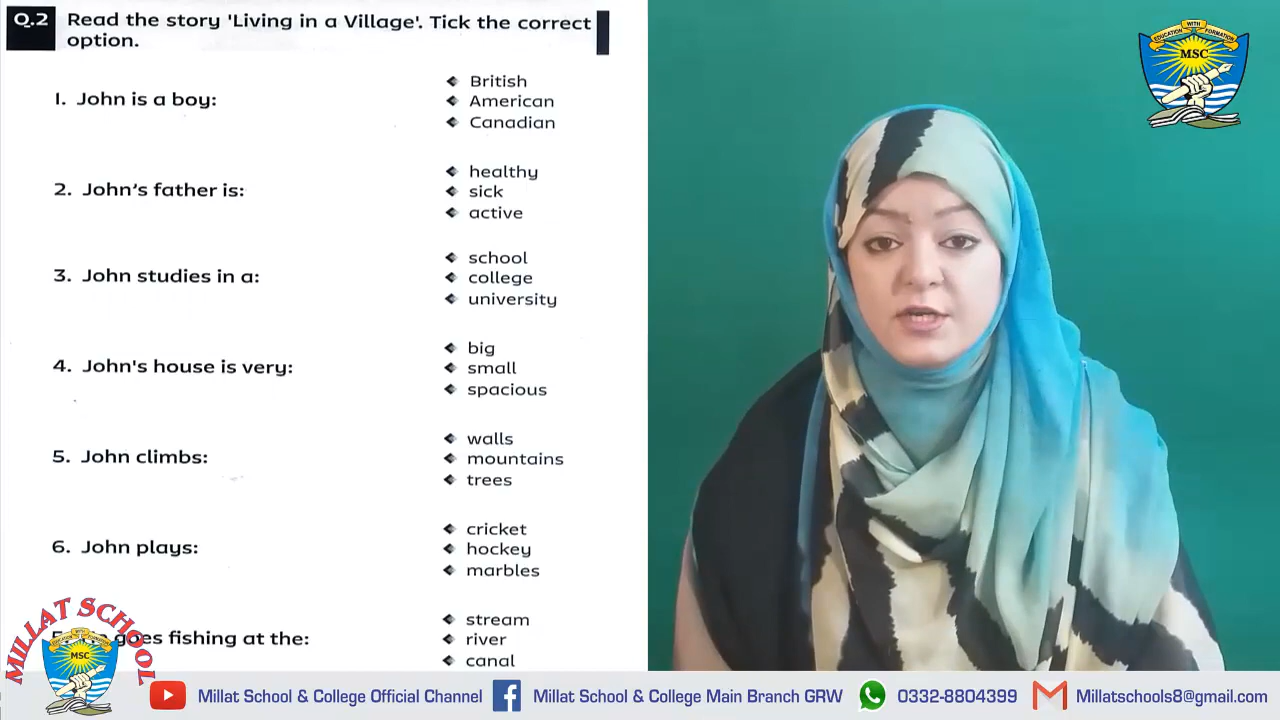 Q.2 Read the story 'Living in a Village'. Tick the correct
option.
1. John is a boy:
British
American
Canadian
2. John's father is:
healthy
sick
active
3. John studies in a:
school
college
university
4. John's house is very:
big
small
spacious
5. John climbs:
walls
mountains
trees
6. John plays:
cricket
hockey
marbles
goes fishing at the:
stream
river
canal
EDUCATION WITH FORMATION
MSC
MILLAT SCHOOL
MSC
Millat School & College Official Channel
Millat School & College Main Branch GRW
0332-8804399
Millatschools8@gmail.com